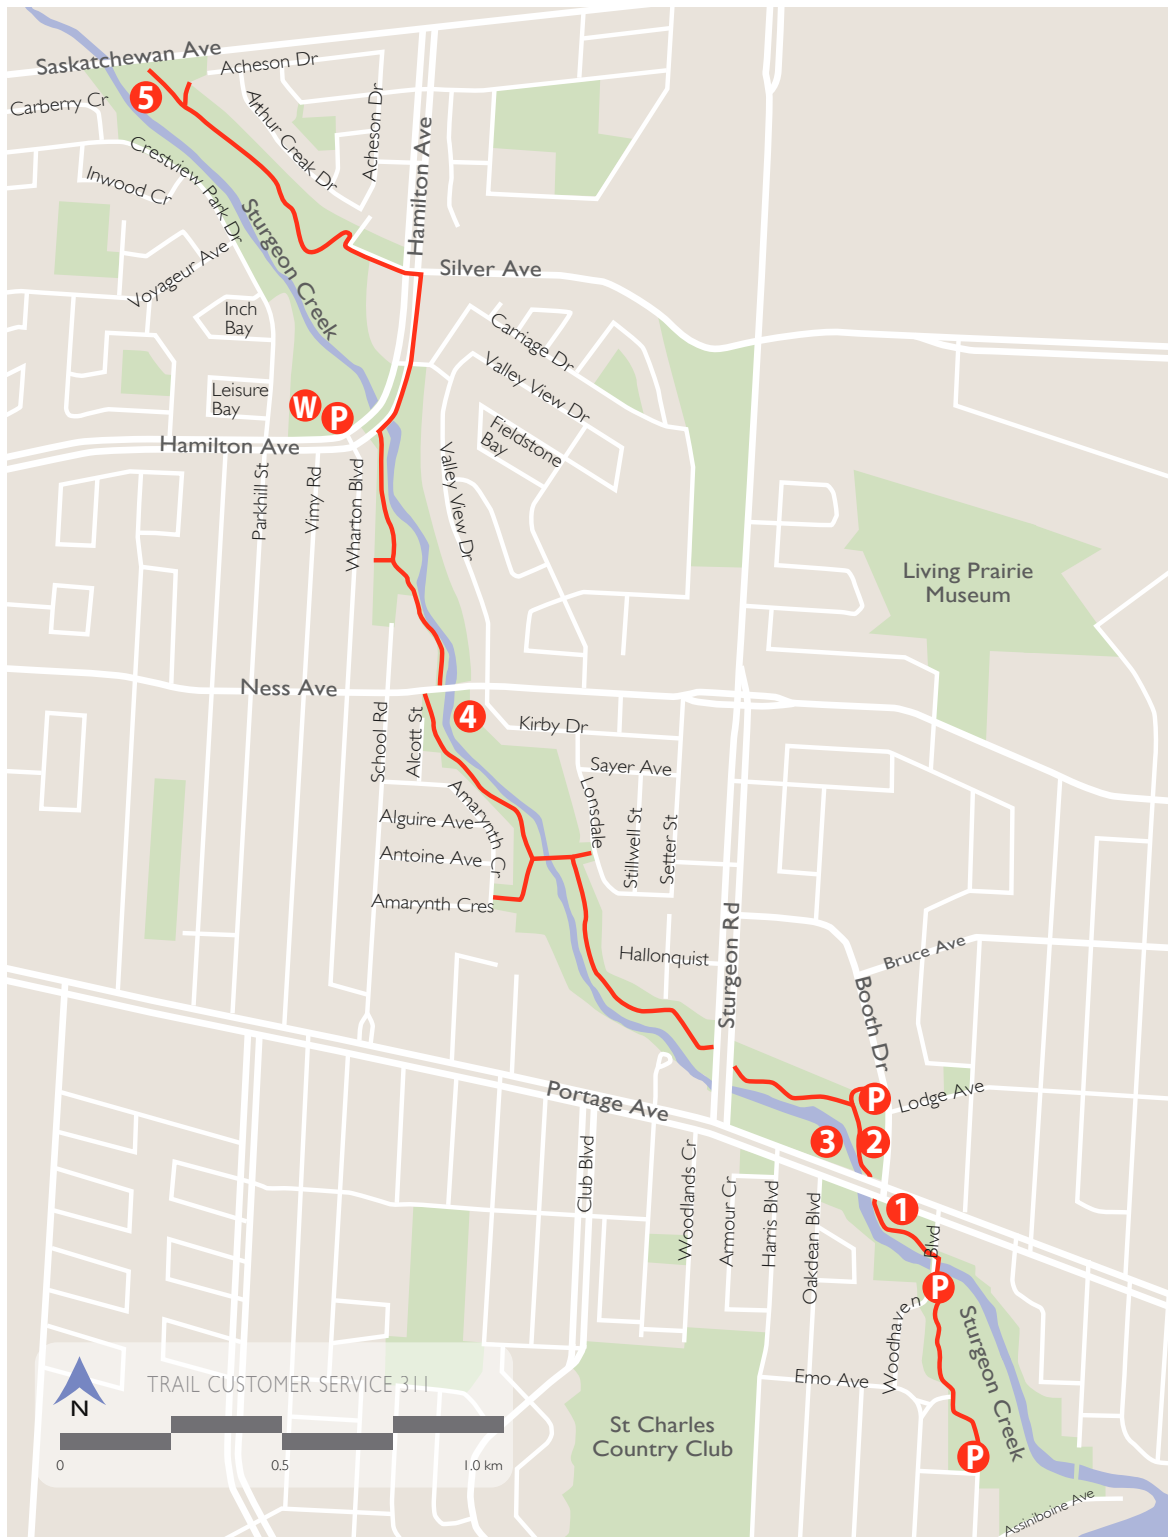 Saskatchewan Ave
Acheson Dr
5
Carberry Cr
Arthur Creak Dr
Acheson Dr
Hamilton Ave
Crestview Park Dr
Inwood Cr
Sturgeon Creek
Silver Ave
Voyageur Ave
Inch
Bay
Carriage Dr
Valley View Dr
Leisure
Bay
W
P
Fieldstone
Bay
Hamilton Ave
Parkhill St
Vimy Rd
Wharton Blvd
Valley View Dr
Living Prairie
Museum
Ness Ave
4
School Rd
Alcott St
Kirby Dr
Sayer Ave
Lonsdale
Stillwell St
Setter St
Amarynth Cr
Alguire Ave
Antoine Ave
Amarynth Cres
Sturgeon Rd
Hallonquist
Bruce Ave
Booth Dr
Portage Ave
P
Lodge Ave
3
2
Club Blvd
Woodlands Cr
Armour Cr
Harris Blvd
Oakdean Blvd
1
Blvd
P
Woodhaven
Sturgeon Creek
Emo Ave
TRAIL CUSTOMER SERVICE 311
N
St Charles
Country Club
P
0
0.5
1.0 km
Assiniboine Ave